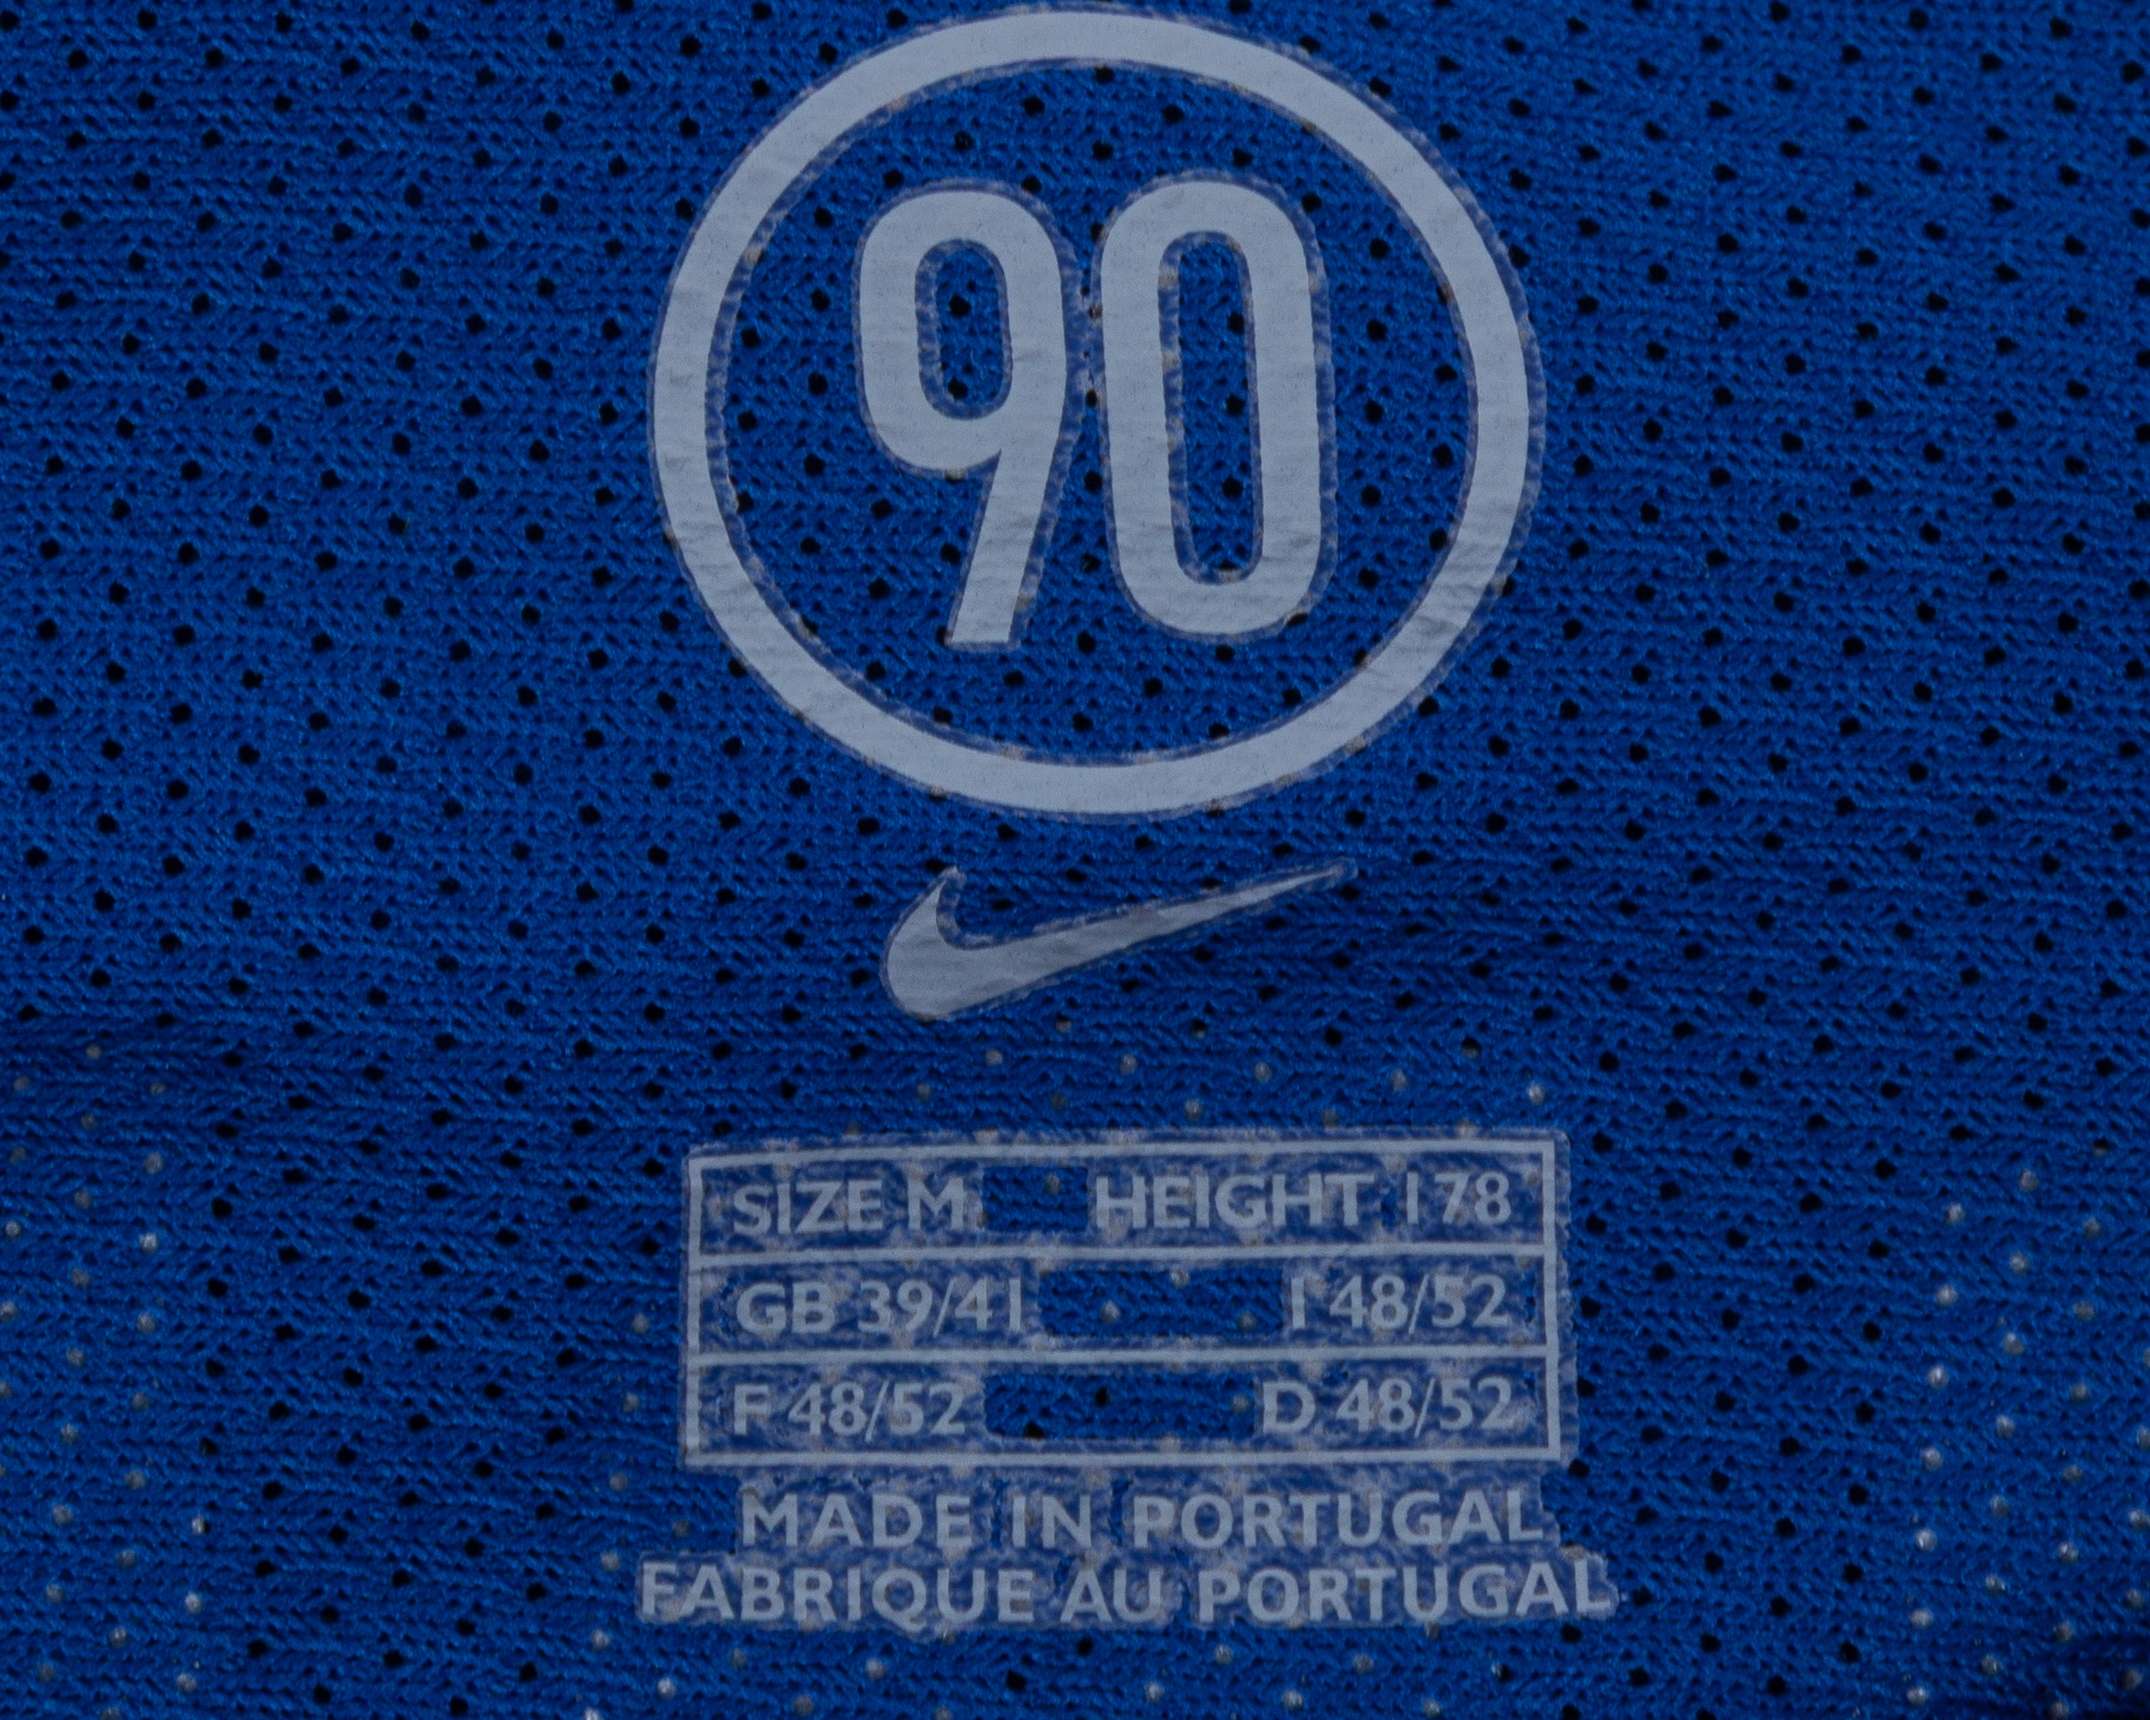 90
SIZE M HEIGHT 178
GB 39/41 I 48/52
F 48/52 D 48/52
MADE IN PORTUGAL
FABRIQUE AU PORTUGAL